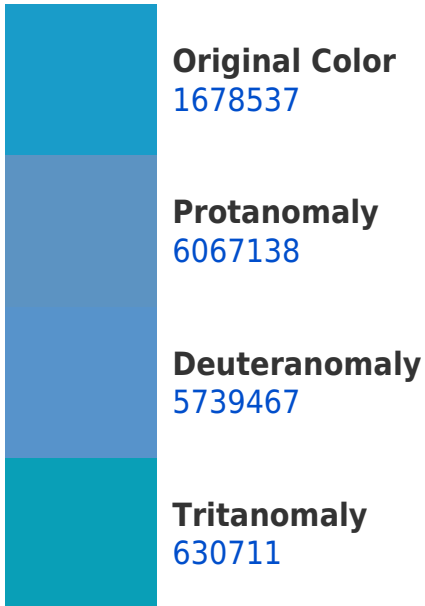 Original Color
1678537
Protanomaly
6067138
Deuteranomaly
5739467
Tritanomaly
630711